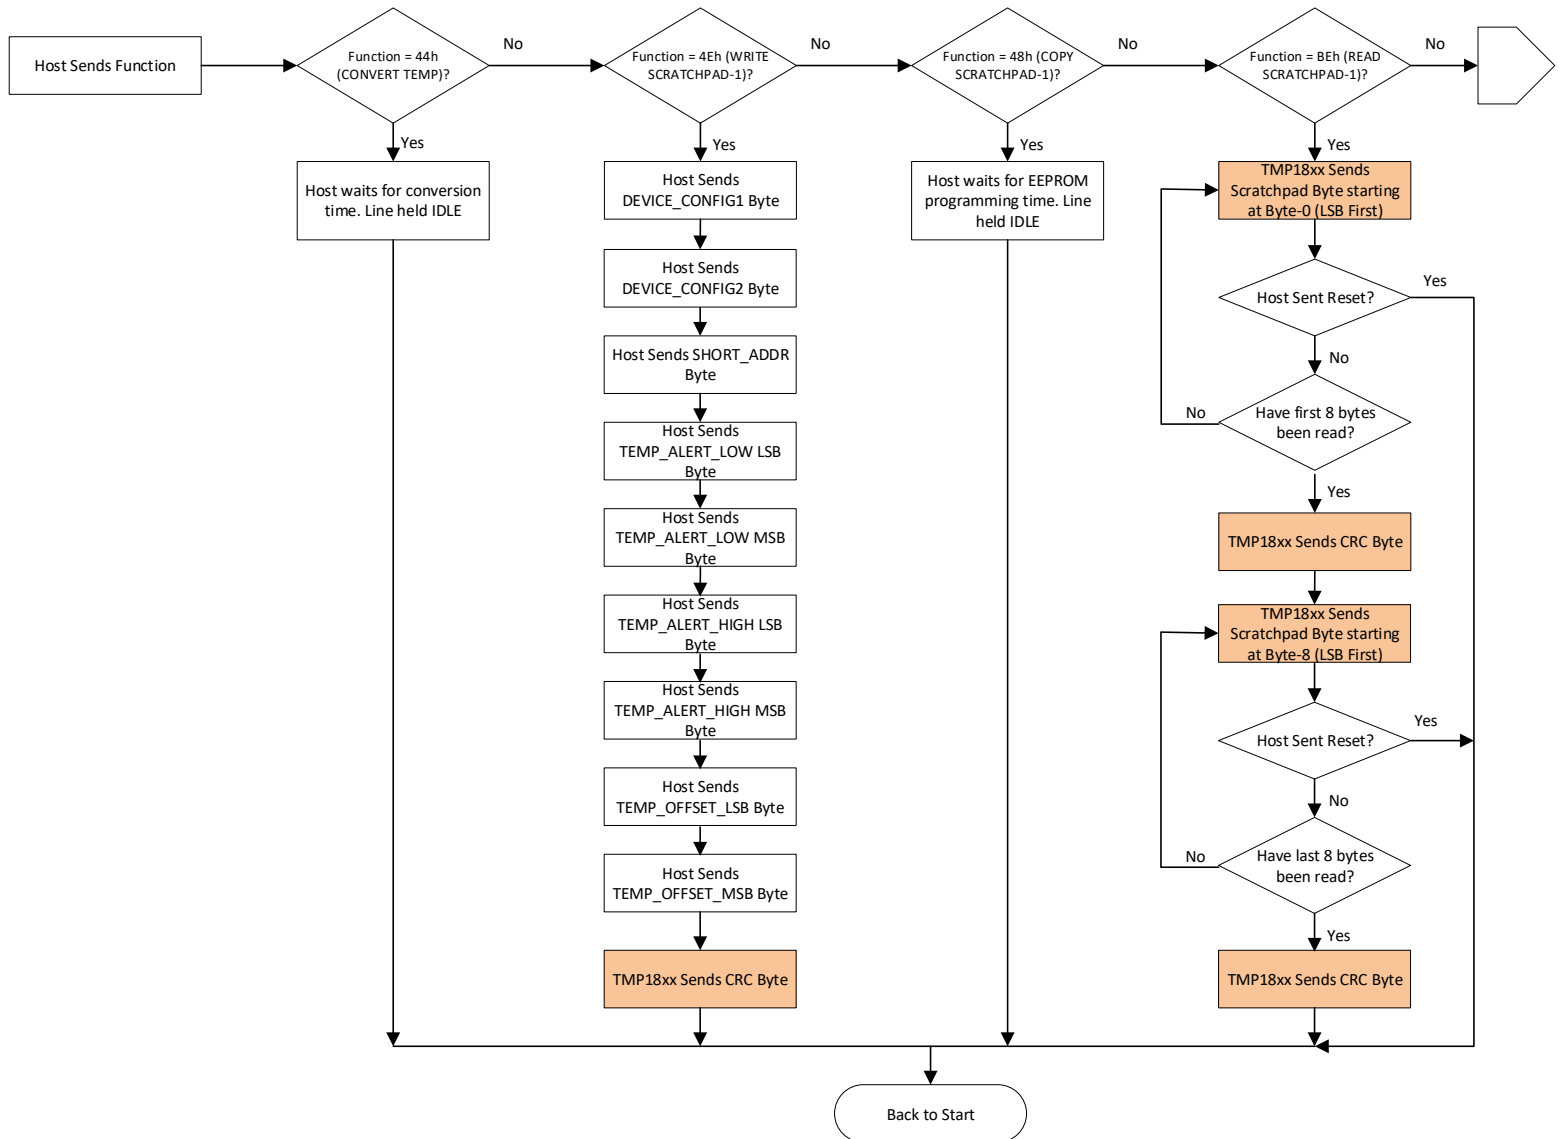 Host Sends Function
Function = 44h
(CONVERT TEMP)?
No
Yes
Host waits for conversion
time. Line held IDLE
Function = 4Eh (WRITE
SCRATCHPAD-1)?
No
Yes
Host Sends
DEVICE_CONFIG1 Byte
Host Sends
DEVICE_CONFIG2 Byte
Host Sends SHORT_ADDR
Byte
Host Sends
TEMP_ALERT_LOW LSB
Byte
Host Sends
TEMP_ALERT_LOW MSB
Byte
Host Sends
TEMP_ALERT_HIGH LSB
Byte
Host Sends
TEMP_ALERT_HIGH MSB
Byte
Host Sends
TEMP_OFFSET_LSB Byte
Host Sends
TEMP_OFFSET_MSB Byte
TMP18xx Sends CRC Byte
Function = 48h (COPY
SCRATCHPAD-1)?
No
Yes
Host waits for EEPROM
programming time. Line
held IDLE
Function = BEh (READ
SCRATCHPAD-1)?
No
Yes
TMP18xx Sends
Scratchpad Byte starting
at Byte-0 (LSB First)
Host Sent Reset?
Yes
No
Have first 8 bytes
been read?
No
Yes
TMP18xx Sends CRC Byte
TMP18xx Sends
Scratchpad Byte starting
at Byte-8 (LSB First)
Host Sent Reset?
Yes
No
Have last 8 bytes
been read?
No
Yes
TMP18xx Sends CRC Byte
Back to Start